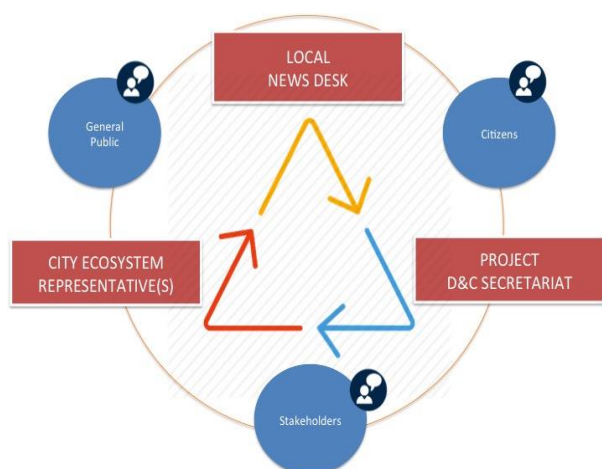 LOCAL
NEWS DESK
General
Public
Citizens
CITY ECOSYSTEM
REPRESENTATIVE(S)
PROJECT
D&C SECRETARIAT
Stakeholders